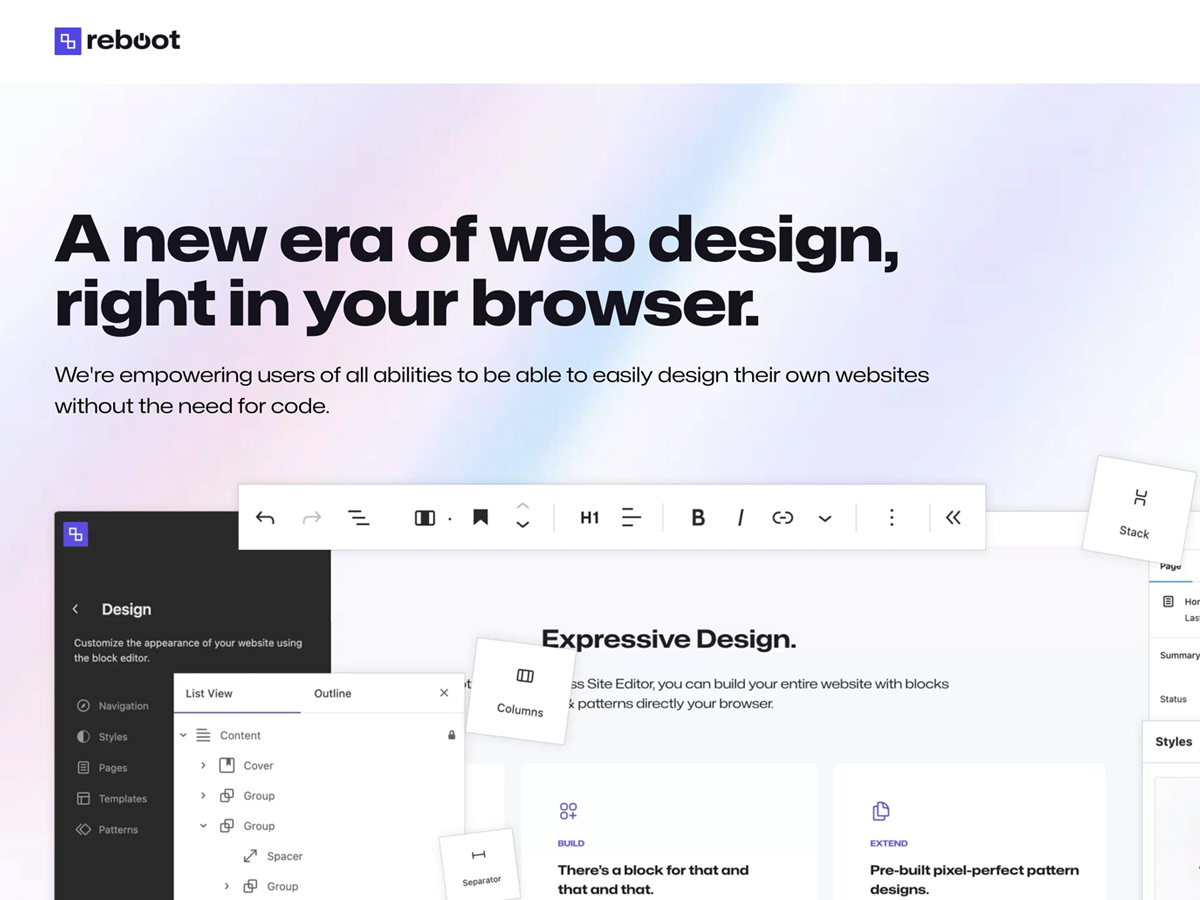 reboot
A new era of web design,
right in your browser.
We're empowering users of all abilities to be able to easily design their own websites
without the need for code.
H1
B
I
Stack
Page
Design
Customize the appearance of your website using
the block editor.
Navigation
Styles
Pages
Templates
Patterns
List View
Outline
Content
Cover
Group
Group
Spacer
Group
Columns
Separator
Expressive Design.
Site Editor, you can build your entire website with blocks
& patterns directly your browser.
BUILD
There's a block for that and
that and that.
EXTEND
Pre-built pixel-perfect pattern
designs.
Summary
Status
Styles